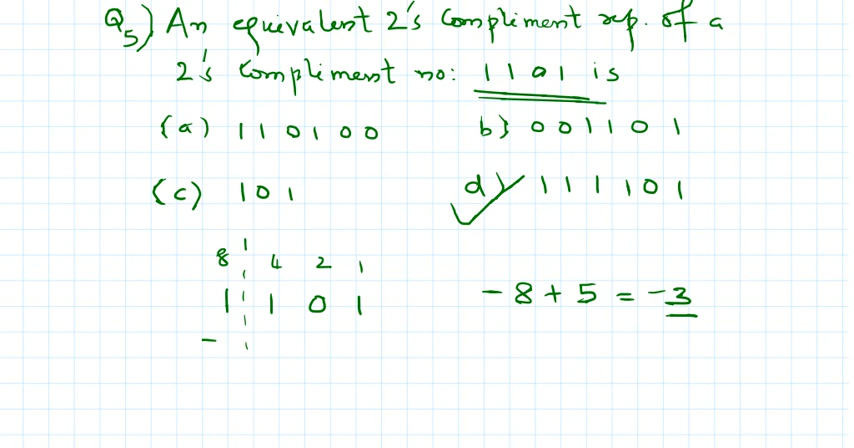 Q5) An equivalent 2's Compliment rep. of a
2's Compliment no: 1101 is
(a) 110100 b) 001101
(c) 101 d) 111101
8 4 2 1
1 1 0 1 - 8 + 5 = - 3
-